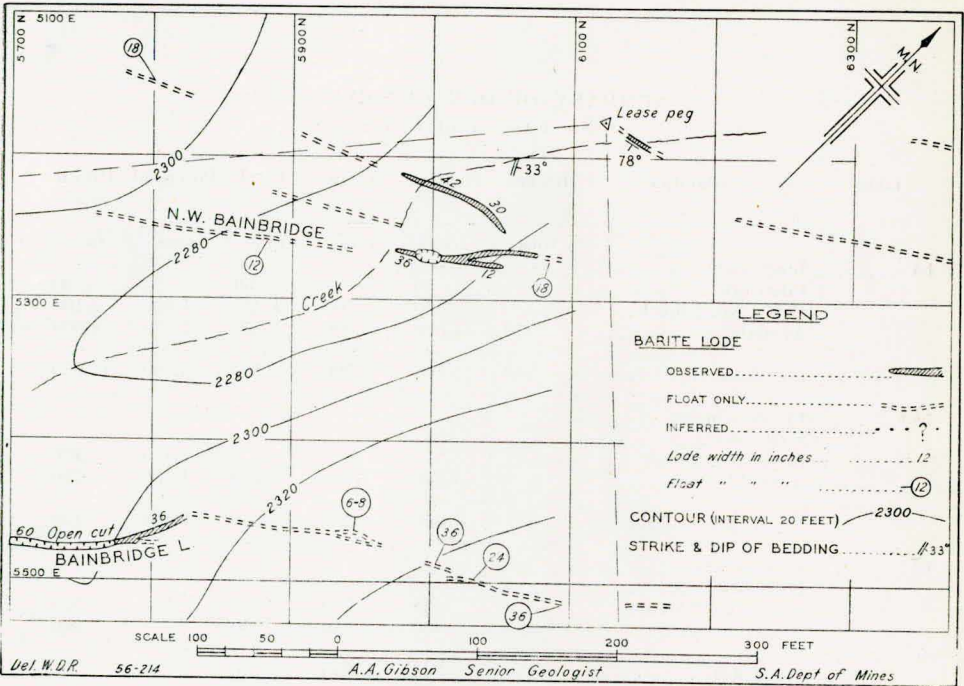 5700 N
5100 E
5900 N
6100 N
6300 N
M.N.
18
Lease peg
2300
33°
78°
42
30
N.W. BAINBRIDGE
2280
12
36
12
18
5300 E
Creek
2280
2300
2320
LEGEND
BARITE LODE
OBSERVED
FLOAT ONLY
INFERRED ?
Lode width in inches 12
Float " " " 12
CONTOUR (INTERVAL 20 FEET) 2300
STRIKE & DIP OF BEDDING 33°
60 Open cut 36
BAINBRIDGE L.
6-8
36
24
36
5500 E
SCALE 100 50 0 100 200 300 FEET
Del. W.D.R. 56-214 A.A. Gibson Senior Geologist S.A. Dept of Mines